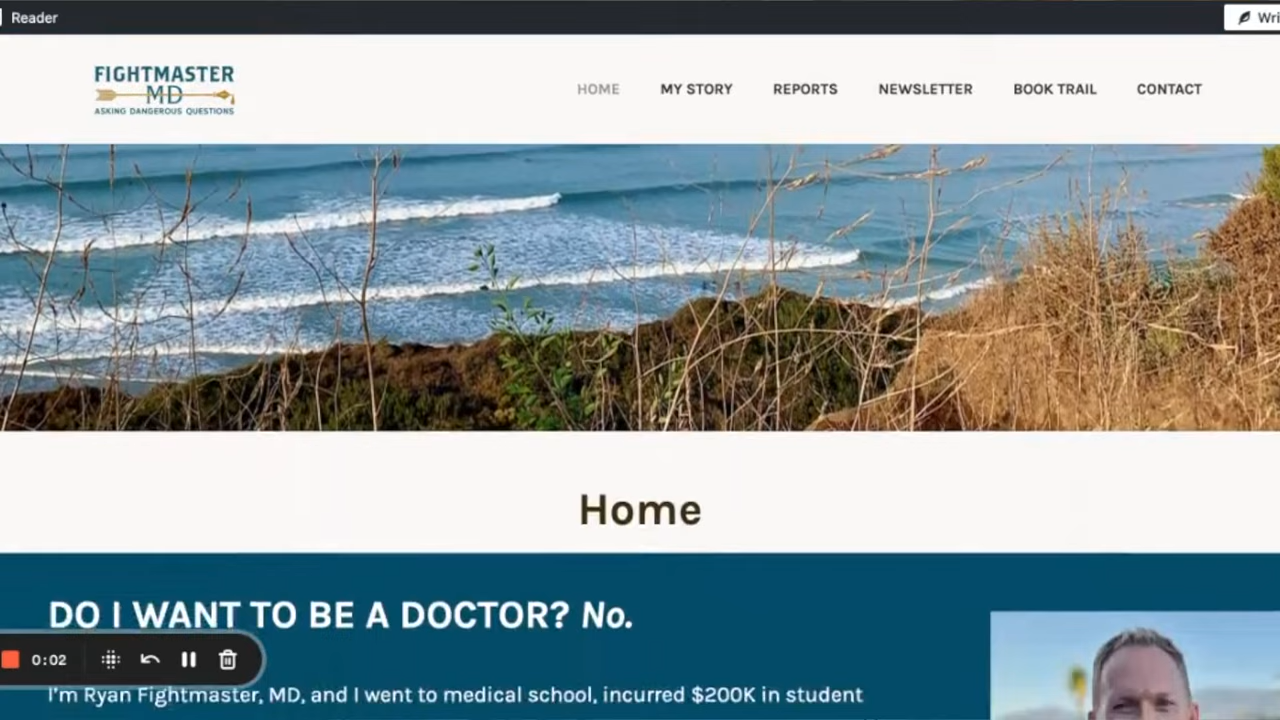 Reader
FIGHTMASTER
MD
ASKING DANGEROUS QUESTIONS
HOME MY STORY REPORTS NEWSLETTER BOOK TRAIL CONTACT
Home
DO I WANT TO BE A DOCTOR? No.
0:02
I'm Ryan Fightmaster, MD, and I went to medical school, incurred $200K in student